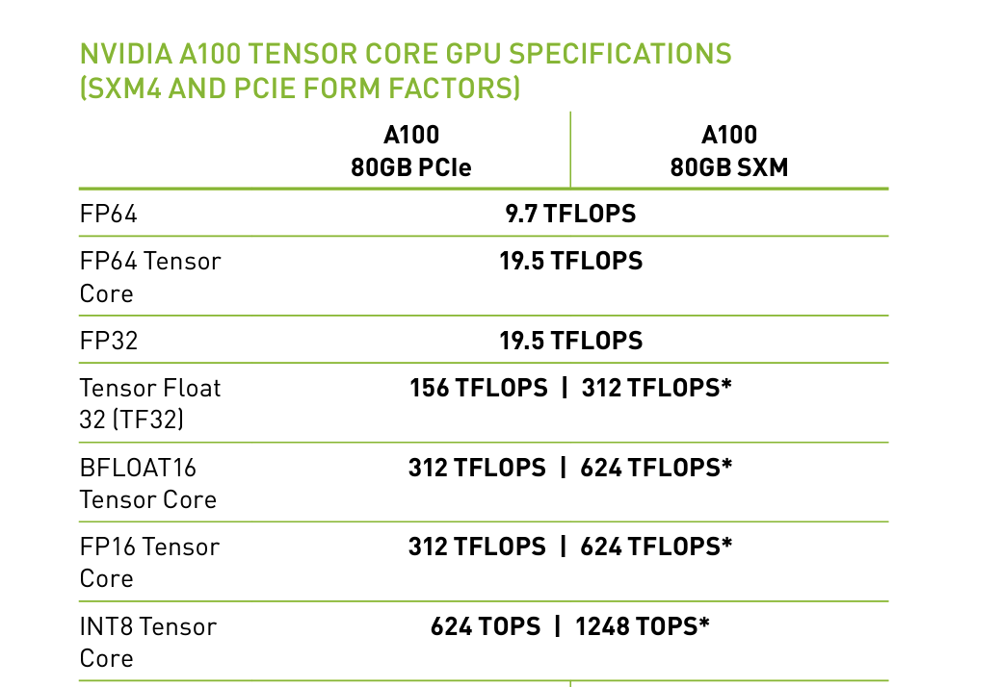 NVIDIA A100 TENSOR CORE GPU SPECIFICATIONS
(SXM4 AND PCIE FORM FACTORS)
A100
80GB PCIe
A100
80GB SXM
FP64
9.7 TFLOPS
FP64 Tensor
Core
19.5 TFLOPS
FP32
19.5 TFLOPS
Tensor Float
32 (TF32)
156 TFLOPS | 312 TFLOPS*
BFLOAT16
Tensor Core
312 TFLOPS | 624 TFLOPS*
FP16 Tensor
Core
312 TFLOPS | 624 TFLOPS*
INT8 Tensor
Core
624 TOPS | 1248 TOPS*